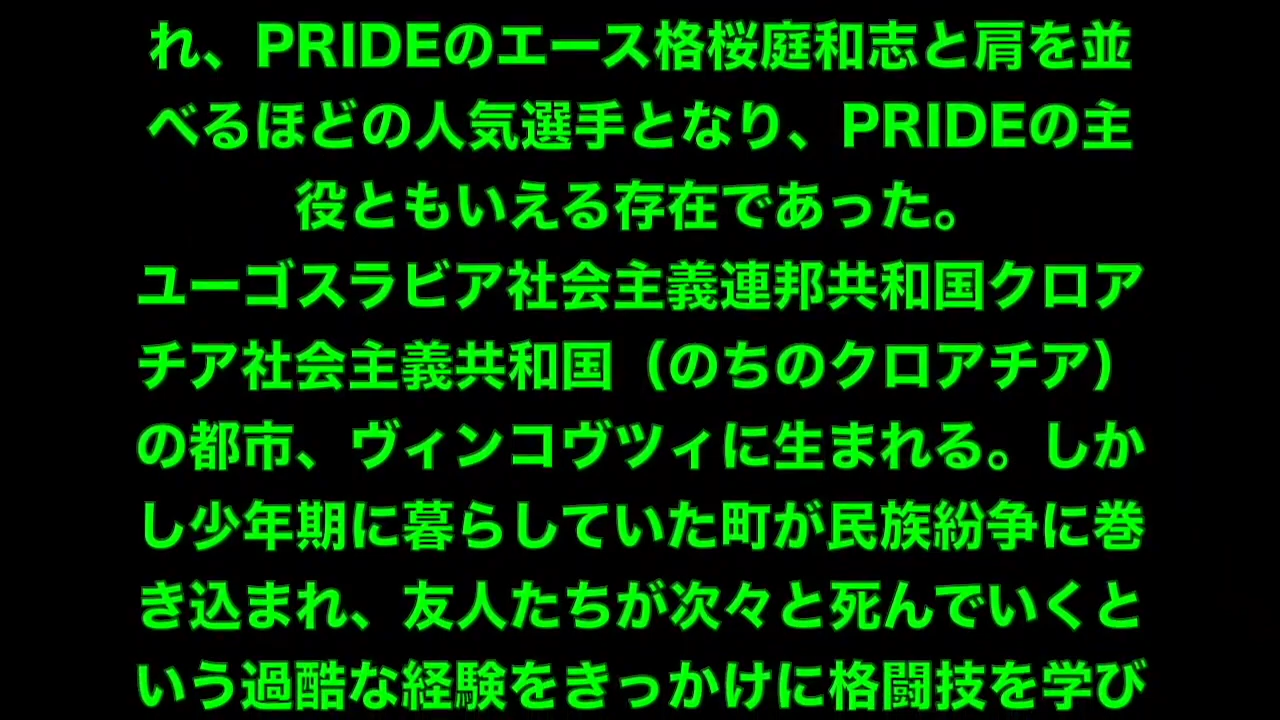 れ、PRIDEのエース格桜庭和志と肩を並
べるほどの人気選手となり、PRIDEの主
役ともいえる存在であった。
ユーゴスラビア社会主義連邦共和国クロア
チア社会主義共和国（のちのクロアチア）
の都市、ヴィンコヴツィに生まれる。しか
し少年期に暮らしていた町が民族紛争に巻
き込まれ、友人たちが次々と死んでいくと
いう過酷な経験をきっかけに格闘技を学び